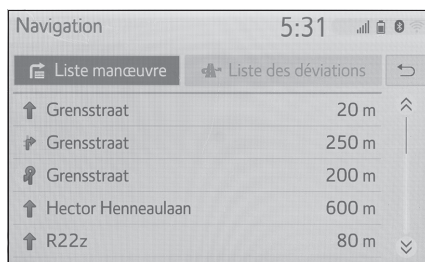 Navigation 5:31
Liste manœuvre Liste des déviations
Grensstraat 20 m
Grensstraat 250 m
Grensstraat 200 m
Hector Henneaulaan 600 m
R22z 80 m